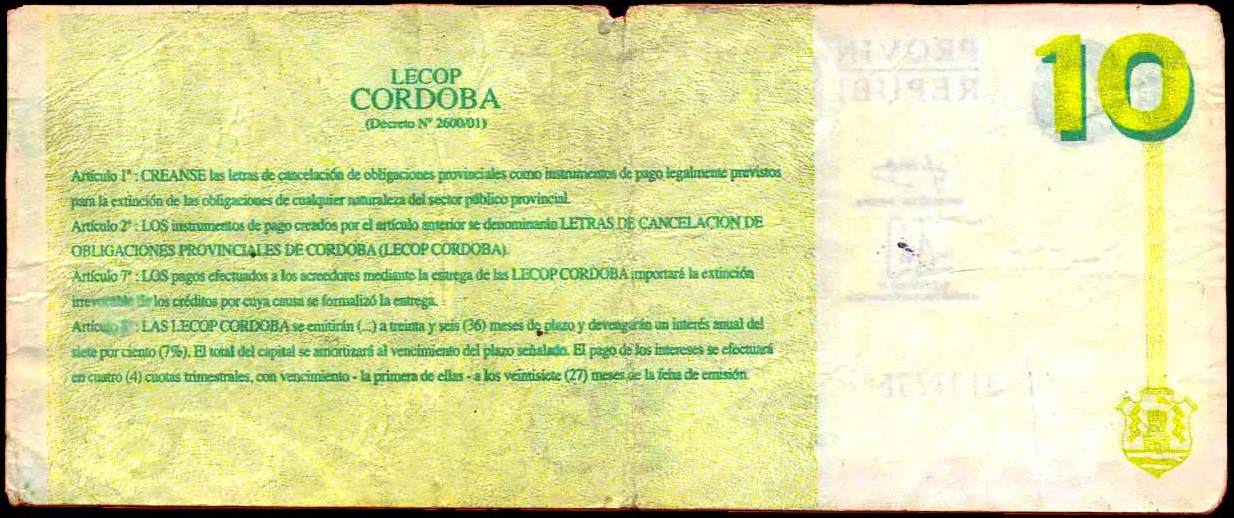 LECOP
CORDOBA
(Decreto Nº 2600/01)
10
Artículo 1º : CREANSE las letras de cancelación de obligaciones provinciales como instrumentos de pago legalmente previstos
para la extinción de las obligaciones de cualquier naturaleza del sector público provincial.
Artículo 2º : LOS instrumentos de pago creados por el artículo anterior se denominarán LETRAS DE CANCELACION DE
OBLIGACIONES PROVINCIALES DE CORDOBA (LECOP CORDOBA).
Artículo 7º : LOS pagos efectuados a los acreedores mediante la entrega de las LECOP CORDOBA importará la extinción
irrevocable de los créditos por cuya causa se formalizó la entrega.
Artículo : LAS LECOP CORDOBA se emitirán (...) a treinta y seis (36) meses de plazo y devengarán un interés anual del
siete por ciento (7%). El total del capital se amortizará al vencimiento del plazo señalado. El pago de los intereses se efectuará
en cuatro (4) cuotas trimestrales, con vencimiento - la primera de ellas - a los veintisiete (27) meses de la feha de emisión.